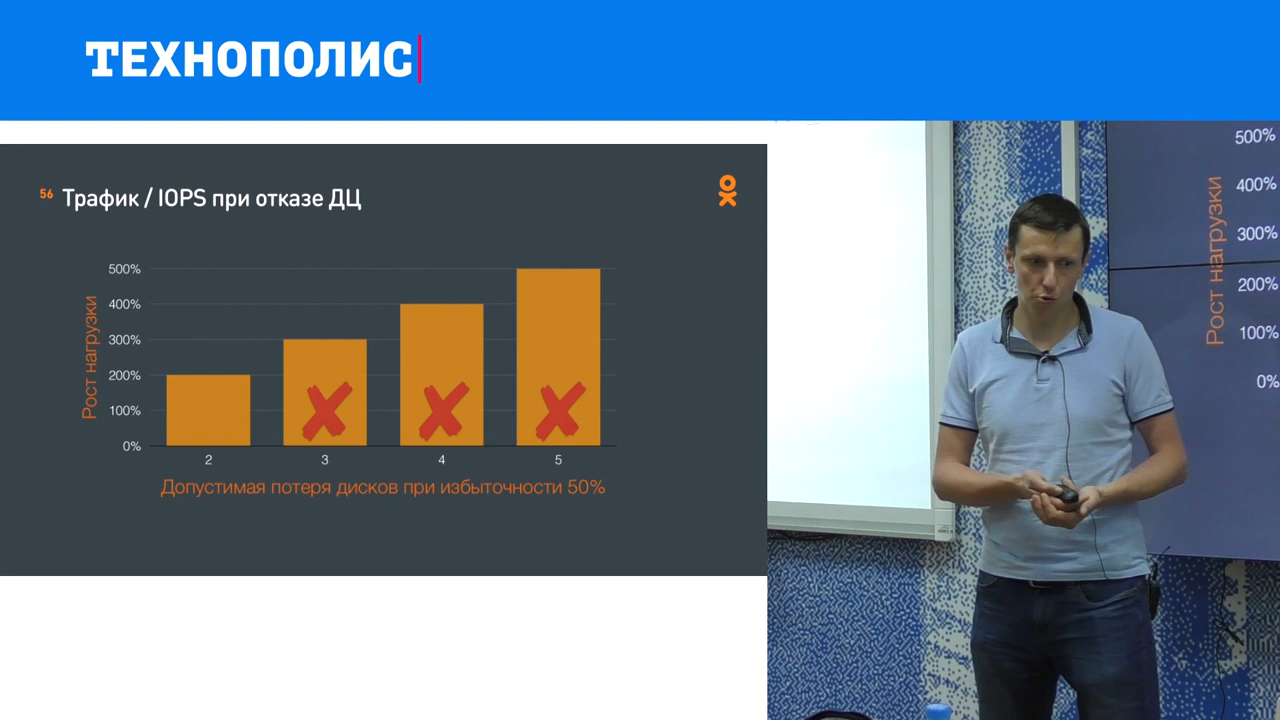 ТЕХНОПОЛИС
56 Трафик / IOPS при отказе ДЦ
Рост нагрузки
500%
400%
300%
200%
100%
0%
2 3 4 5
Допустимая потеря дисков при избыточности 50%
Рост нагрузки
500%
400%
300%
200%
100%
0%